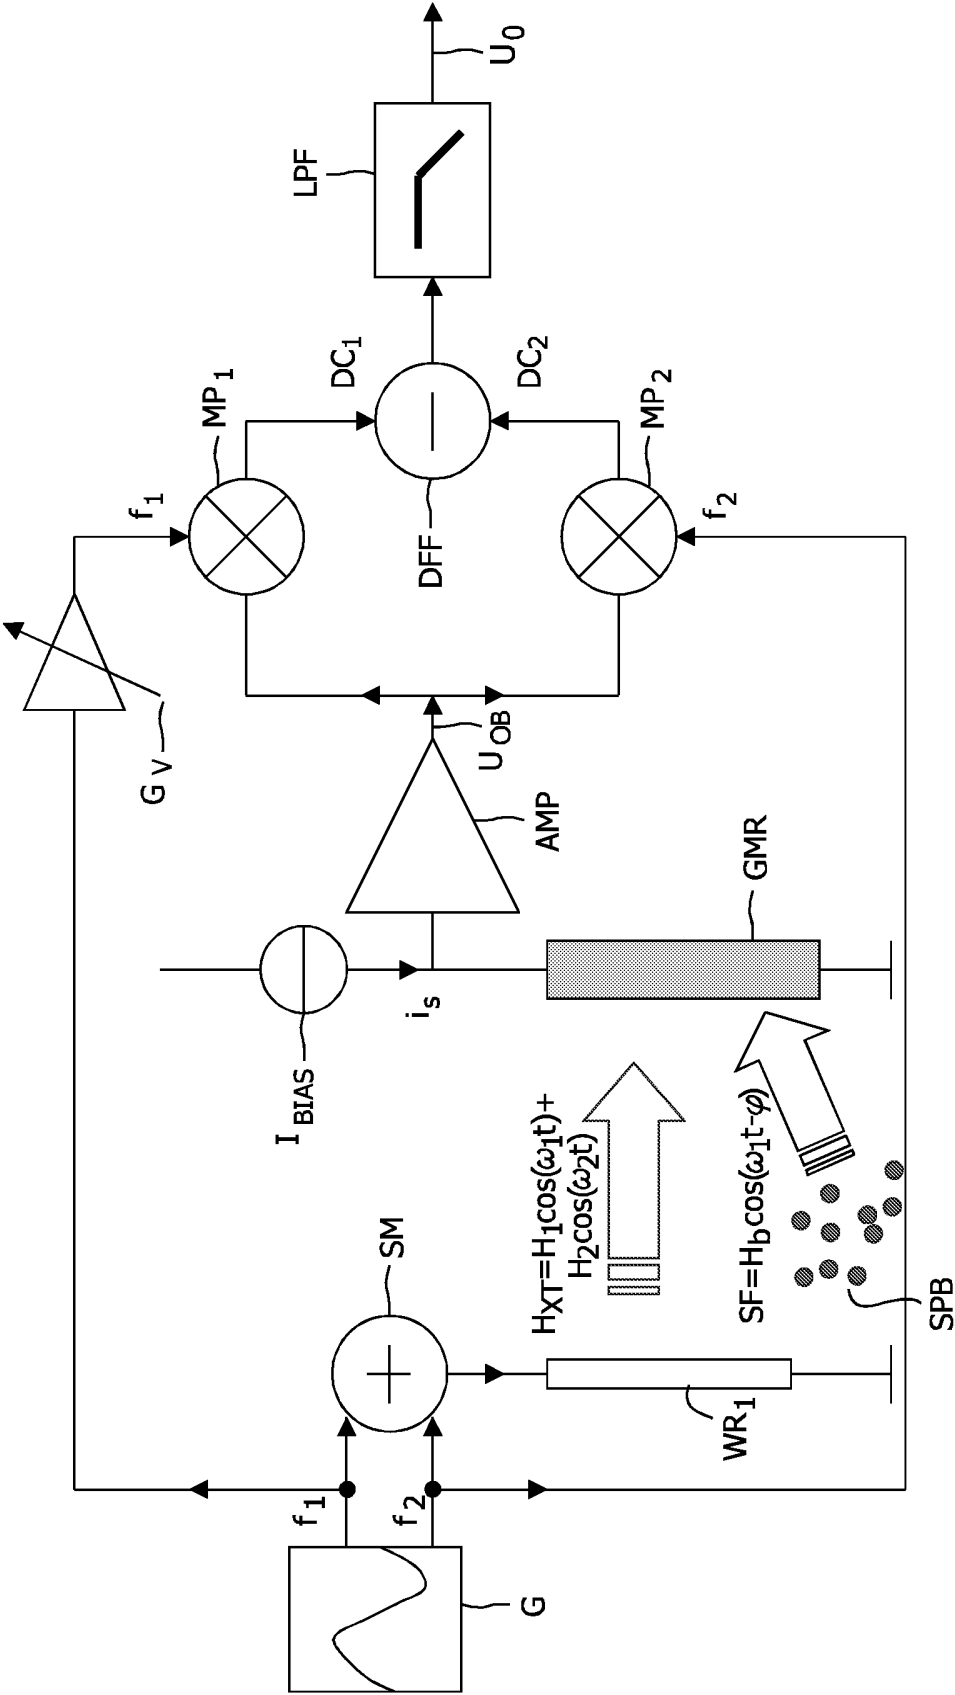 G
f1
f2
SM
WR1
HXT=H1cos(ω1t)+
H2cos(ω2t)
SF=Hbcos(ω1t-φ)
SPB
IBIAS
is
GMR
AMP
UOB
GV
f1
MP1
DFF
DC1
DC2
MP2
f2
LPF
U0